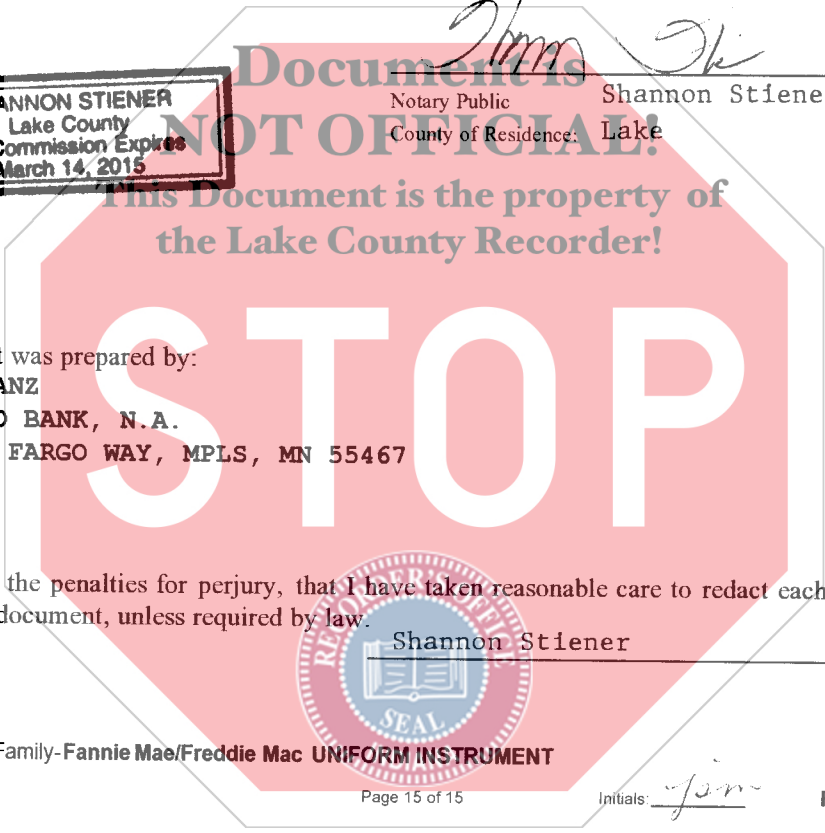 Document is
ANNON STIENER
Lake County
Commission Expires
March 14, 2015
Notary Public
Shannon Stiene
NOT OFFICIAL!
County of Residence: Lake
This Document is the property of
the Lake County Recorder!
STOP
t was prepared by:
ANZ
O BANK, N.A.
FARGO WAY, MPLS, MN 55467
the penalties for perjury, that I have taken reasonable care to redact each
document, unless required by law.
Shannon Stiener
RECORDER'S OFFICE
SEAL
Family-Fannie Mae/Freddie Mac UNIFORM INSTRUMENT
Page 15 of 15
Initials: jsm